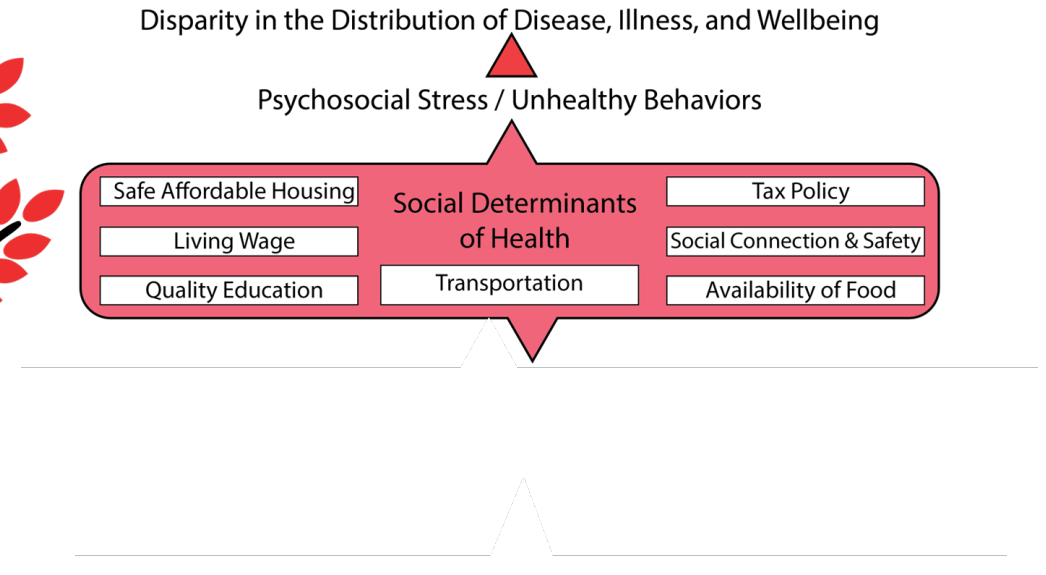 Disparity in the Distribution of Disease, Illness, and Wellbeing
Psychosocial Stress / Unhealthy Behaviors
Social Determinants
of Health
Safe Affordable Housing
Living Wage
Quality Education
Transportation
Tax Policy
Social Connection & Safety
Availability of Food